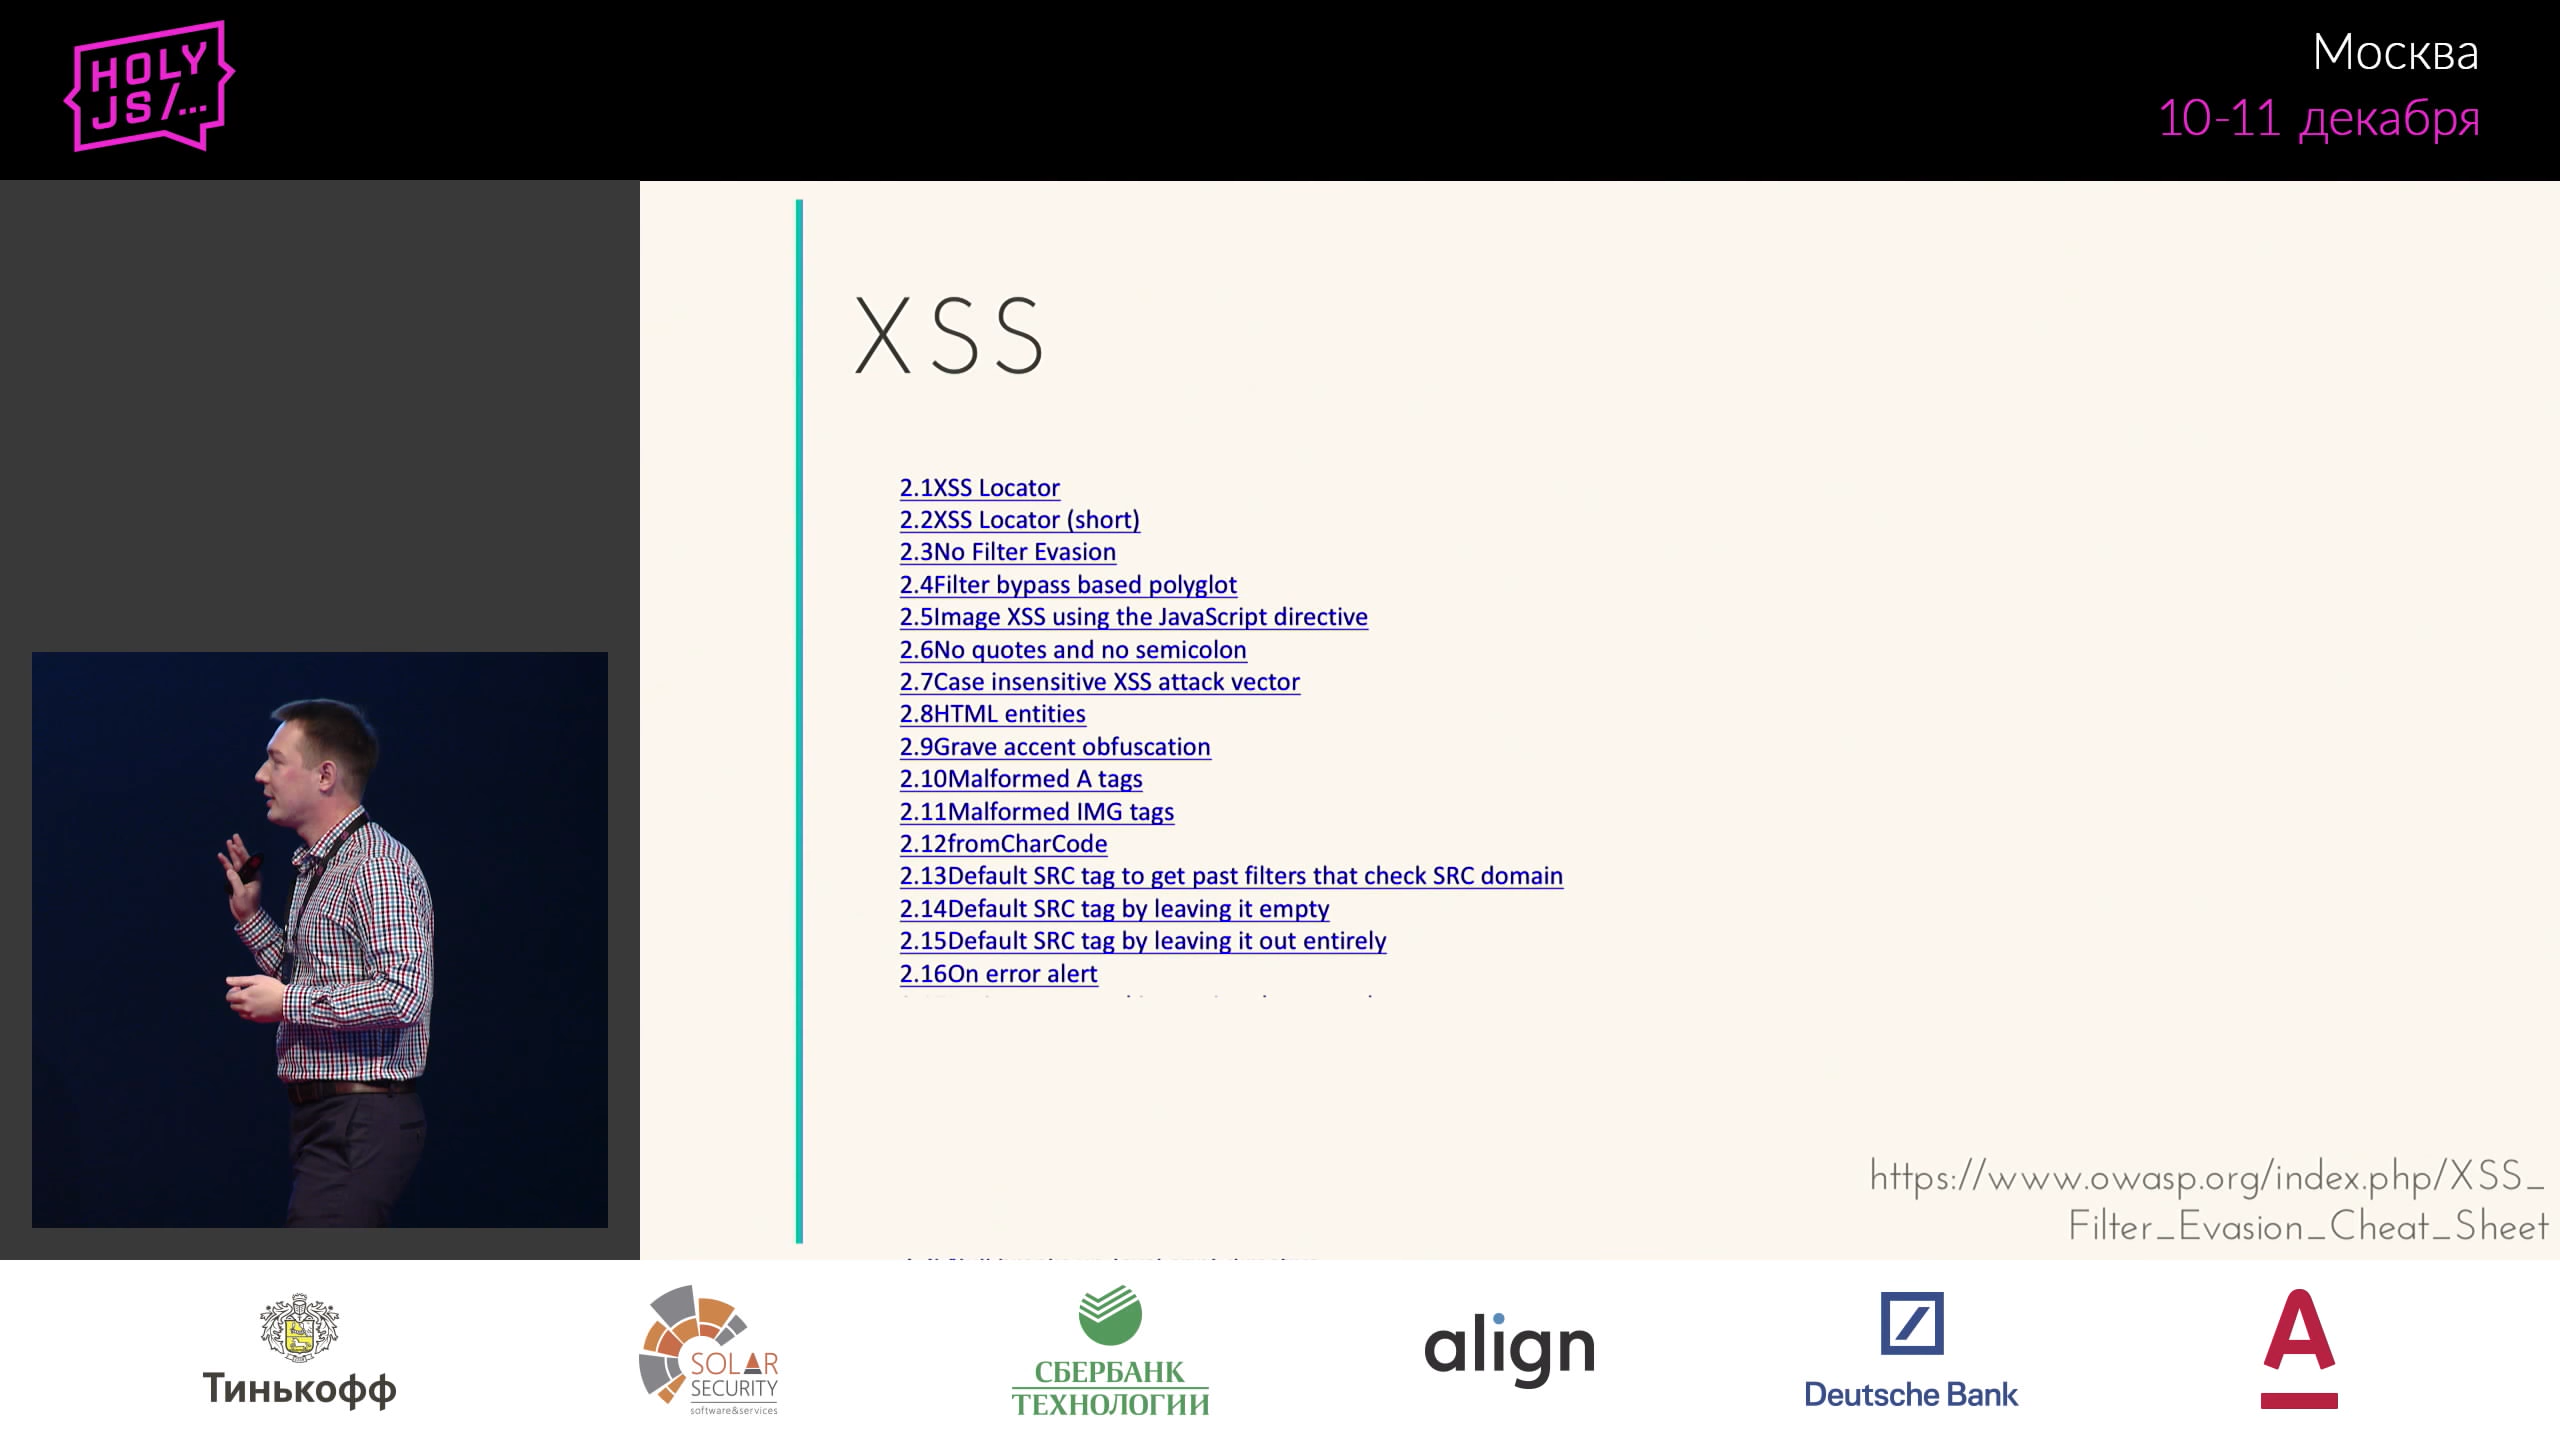 HOLY
JS/...
Москва
10-11 декабря
XSS
2.1XSS Locator
2.2XSS Locator (short)
2.3No Filter Evasion
2.4Filter bypass based polyglot
2.5Image XSS using the JavaScript directive
2.6No quotes and no semicolon
2.7Case insensitive XSS attack vector
2.8HTML entities
2.9Grave accent obfuscation
2.10Malformed A tags
2.11Malformed IMG tags
2.12fromCharCode
2.13Default SRC tag to get past filters that check SRC domain
2.14Default SRC tag by leaving it empty
2.15Default SRC tag by leaving it out entirely
2.16On error alert
https://www.owasp.org/index.php/XSS_
Filter_Evasion_Cheat_Sheet
Тинькофф
SOLAR
SECURITY
software&services
СБЕРБАНК
ТЕХНОЛОГИИ
align
Deutsche Bank
А